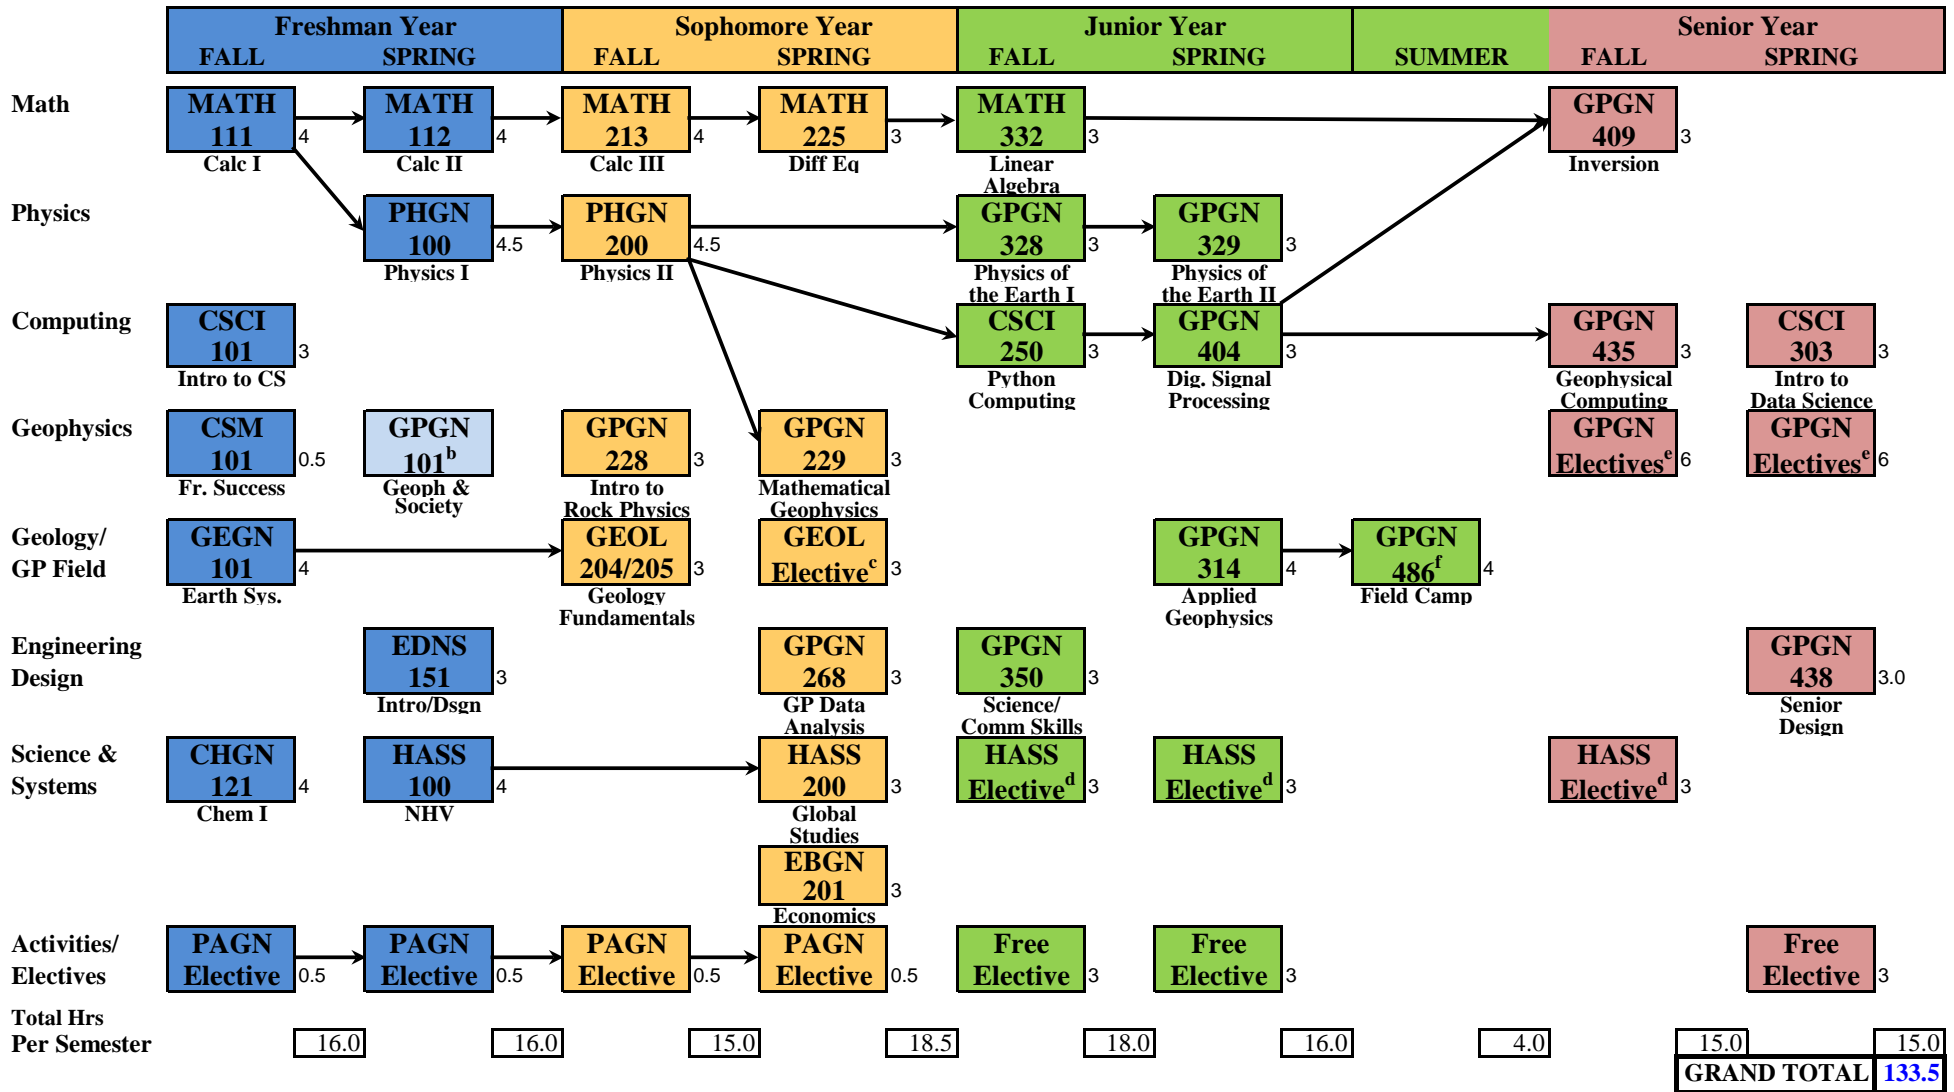 Freshman Year Sophomore Year Junior Year Senior Year
FALL SPRING FALL SPRING FALL SPRING SUMMER FALL SPRING
Math
MATH MATH MATH MATH MATH GPGN
111 4 112 4 213 4 225 3 332 3 409 3
Calc I Calc II Calc III Diff Eq Linear Inversion
Algebra
Physics
PHGN PHGN GPGN GPGN
100 4.5 200 4.5 328 3 329 3
Physics I Physics II Physics of Physics of
the Earth I the Earth II
Computing
CSCI CSCI GPGN GPGN CSCI
101 3 250 3 404 3 435 3 303 3
Intro to CS Python Dig. Signal Geophysical Intro to
Computing Processing Computing Data Science
Geophysics
CSM GPGN GPGN GPGN GPGN GPGN
101 0.5 101b 228 3 229 3 Electivese 6 Electivese 6
Fr. Success Geoph & Intro to Mathematical
Society Rock Physics Geophysics
Geology/ GEGN GEOL GEOL GPGN GPGN
GP Field 101 4 204/205 3 Electivec 3 314 4 486f 4
Earth Sys. Geology Applied Field Camp
Fundamentals Geophysics
Engineering EDNS GPGN GPGN GPGN
Design 151 3 268 3 350 3 438 3.0
Intro/Dsgn GP Data Science/ Senior
Analysis Comm Skills Design
Science & CHGN HASS HASS HASS HASS HASS
Systems 121 4 100 4 200 3 Electived 3 Electived 3 Electived 3
Chem I NHV Global
Studies
EBGN
201 3
Economics
Activities/ PAGN PAGN PAGN PAGN Free Free Free
Electives Elective 0.5 Elective 0.5 Elective 0.5 Elective 0.5 Elective 3 Elective 3 Elective 3
Total Hrs
Per Semester 16.0 16.0 15.0 18.5 18.0 16.0 4.0 15.0 15.0
GRAND TOTAL 133.5